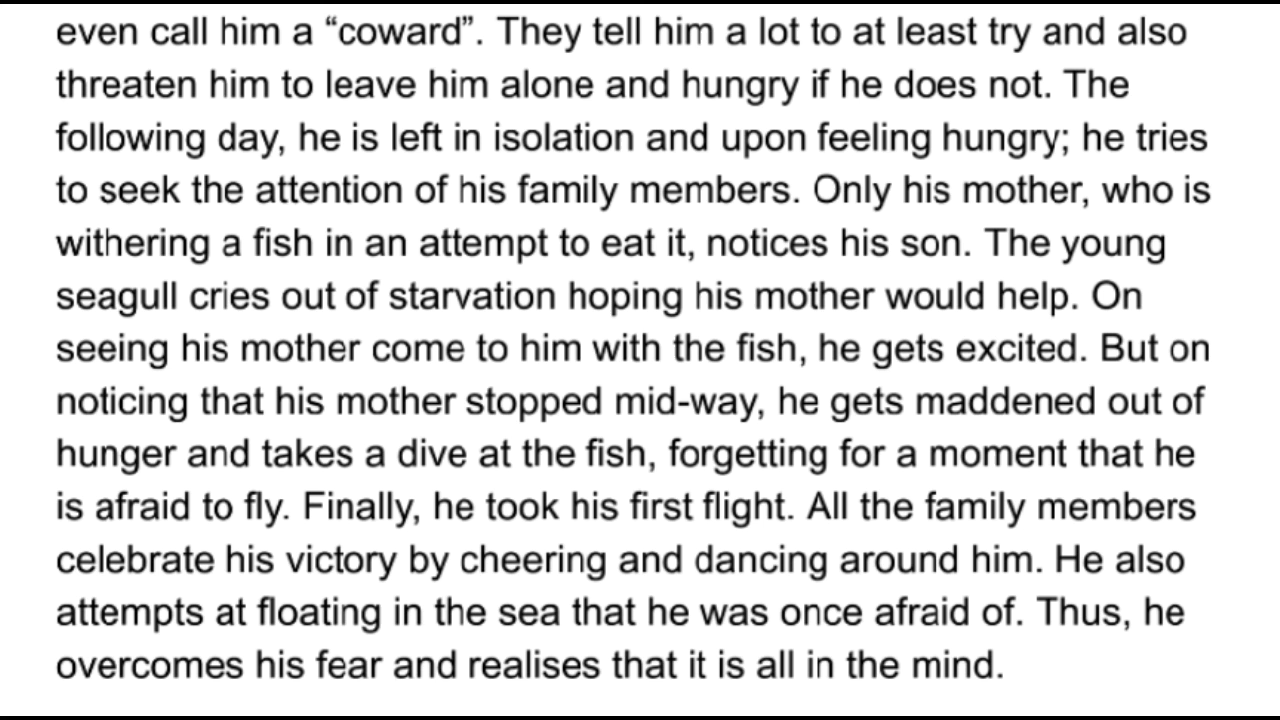 even call him a “coward”. They tell him a lot to at least try and also
threaten him to leave him alone and hungry if he does not. The
following day, he is left in isolation and upon feeling hungry; he tries
to seek the attention of his family members. Only his mother, who is
withering a fish in an attempt to eat it, notices his son. The young
seagull cries out of starvation hoping his mother would help. On
seeing his mother come to him with the fish, he gets excited. But on
noticing that his mother stopped mid-way, he gets maddened out of
hunger and takes a dive at the fish, forgetting for a moment that he
is afraid to fly. Finally, he took his first flight. All the family members
celebrate his victory by cheering and dancing around him. He also
attempts at floating in the sea that he was once afraid of. Thus, he
overcomes his fear and realises that it is all in the mind.